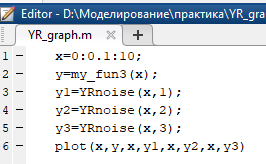 Editor - D:\Моделирование\практика\YR_gra
YR_graph.m × +
1 - x=0:0.1:10;
2 - y=my_fun3(x);
3 - y1=YRnoise(x,1);
4 - y2=YRnoise(x,2);
5 - y3=YRnoise(x,3);
6 - plot(x,y,x,y1,x,y2,x,y3)